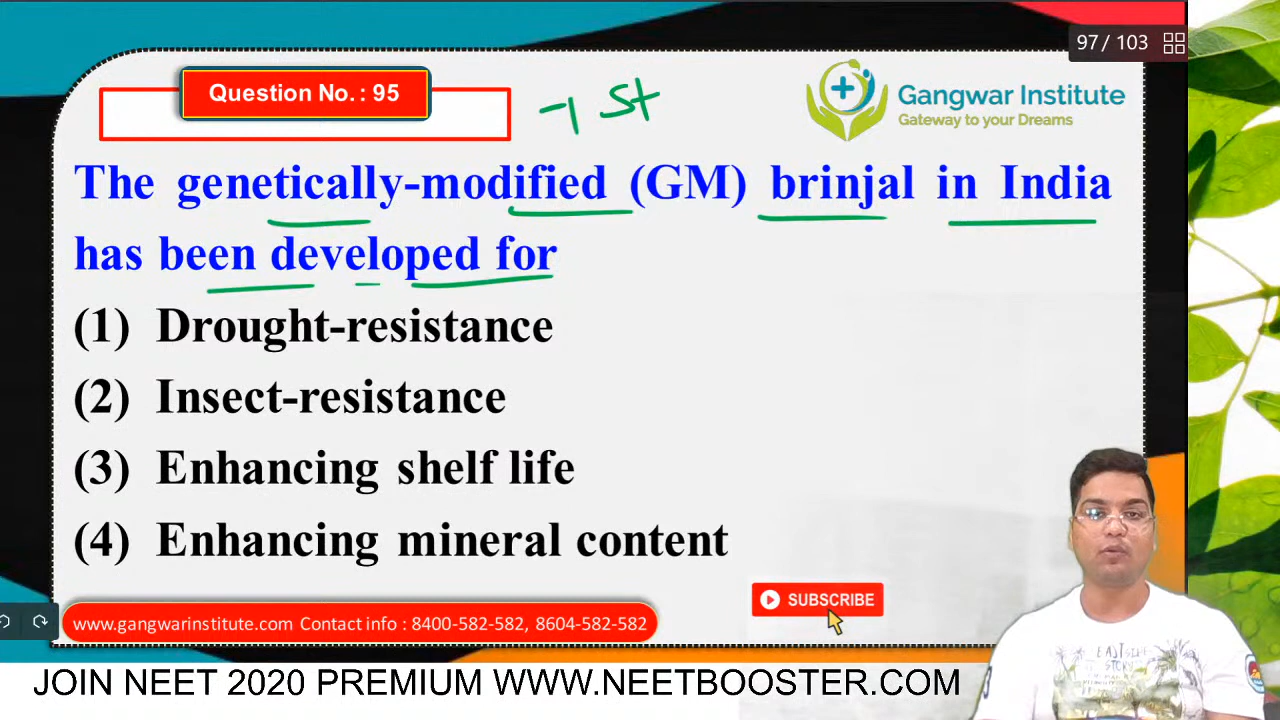 97 / 103
Question No. : 95
Gangwar Institute
Gateway to your Dreams
The genetically-modified (GM) brinjal in India
has been developed for
(1) Drought-resistance
(2) Insect-resistance
(3) Enhancing shelf life
(4) Enhancing mineral content
SUBSCRIBE
www.gangwarinstitute.com Contact info : 8400-582-582, 8604-582-582
JOIN NEET 2020 PREMIUM WWW.NEETBOOSTER.COM